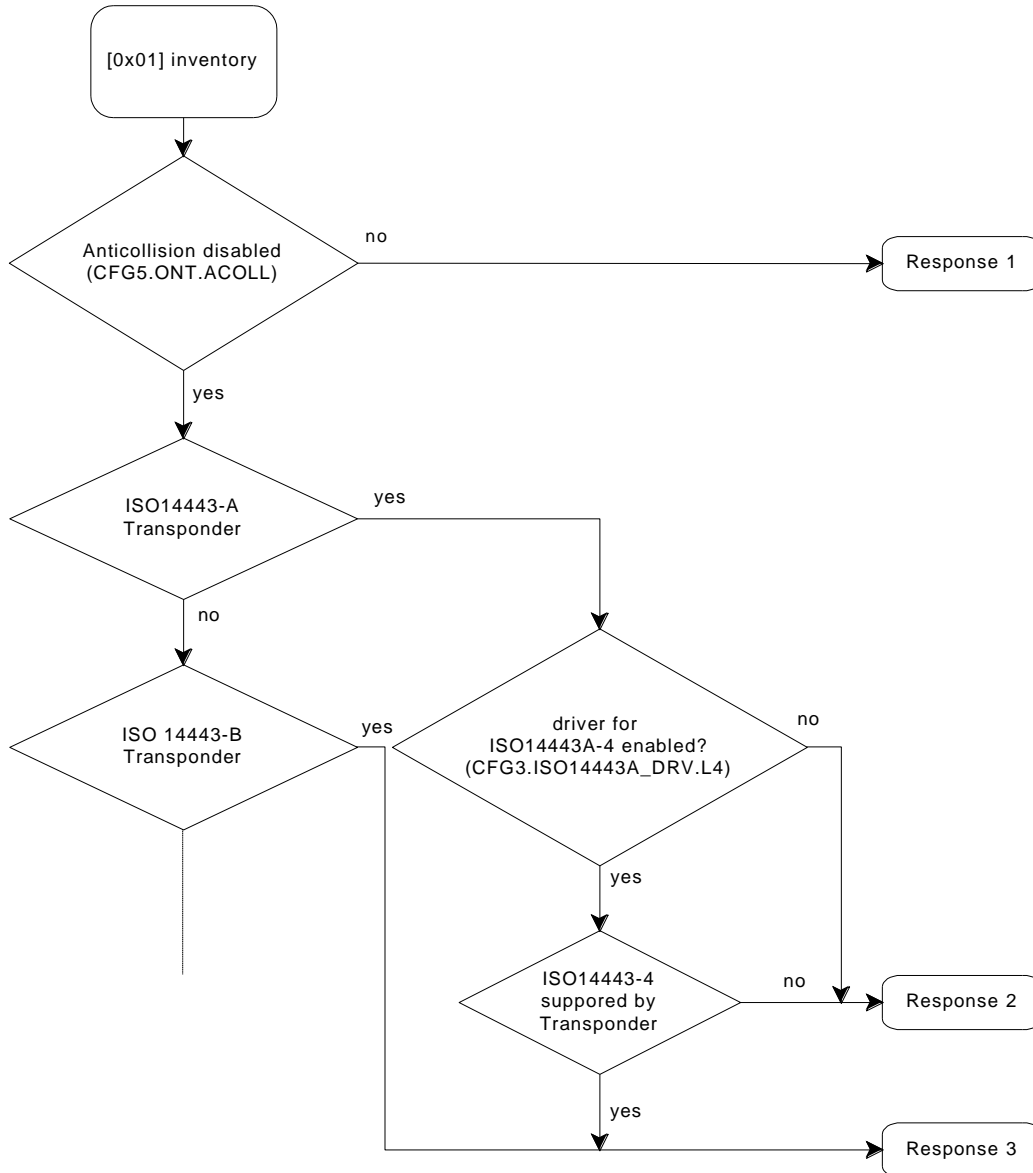 [0x01] inventory
Anticollision disabled
(CFG5.ONT.ACOLL)
no
Response 1
yes
ISO14443-A
Transponder
yes
no
ISO 14443-B
Transponder
yes
driver for
ISO14443A-4 enabled?
(CFG3.ISO14443A_DRV.L4)
no
yes
ISO14443-4
suppored by
Transponder
no
Response 2
yes
Response 3